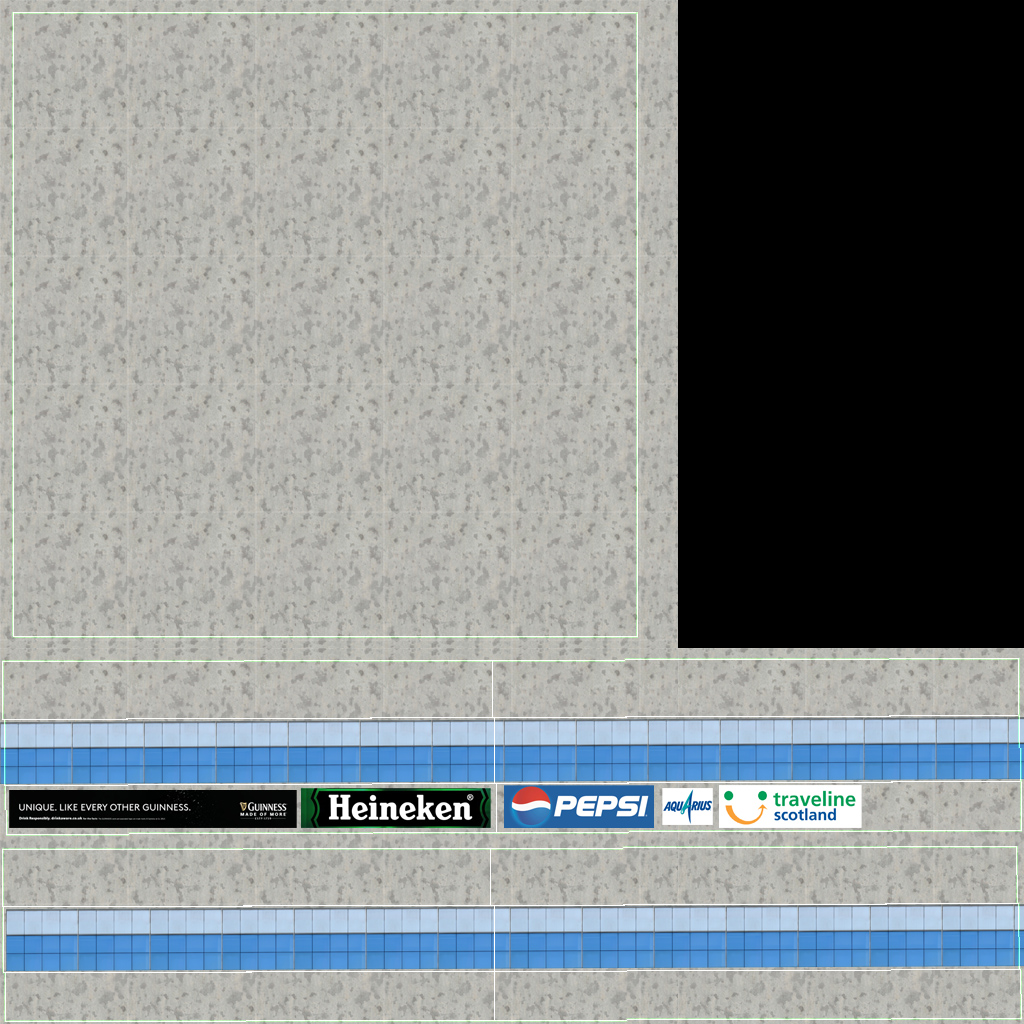 UNIQUE. LIKE EVERY OTHER GUINNESS.
Drink Responsibly. drinkaware.co.uk
GUINNESS
MADE OF MORE
Heineken®
PEPSI
AQUARIUS
traveline
scotland